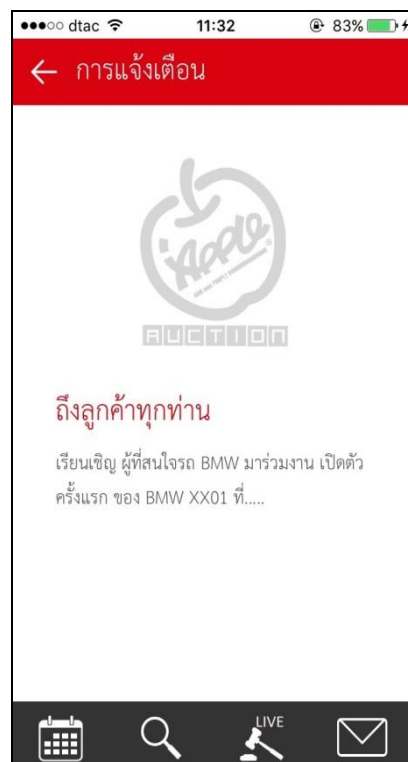 dtac 11:32 83%
การแจ้งเตือน
Apple
AUCTION
ถึงลูกค้าทุกท่าน
เรียนเชิญ ผู้ที่สนใจรถ BMW มาร่วมงาน เปิดตัว
ครั้งแรก ของ BMW XX01 ที่.....
LIVE